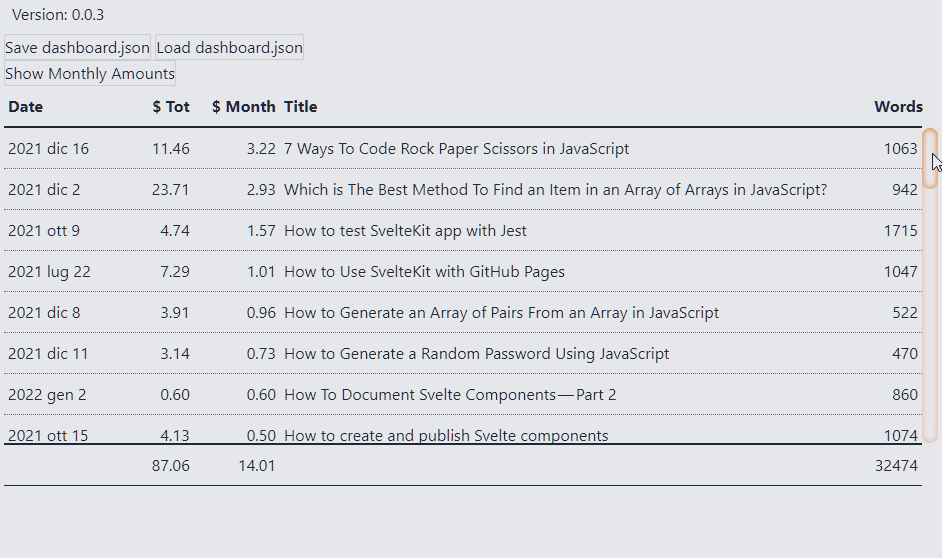 Version: 0.0.3
Save dashboard.json Load dashboard.json
Show Monthly Amounts
Date $ Tot $ Month Title Words
2021 dic 16 11.46 3.22 7 Ways To Code Rock Paper Scissors in JavaScript 1063
2021 dic 2 23.71 2.93 Which is The Best Method To Find an Item in an Array of Arrays in JavaScript? 942
2021 ott 9 4.74 1.57 How to test SvelteKit app with Jest 1715
2021 lug 22 7.29 1.01 How to Use SvelteKit with GitHub Pages 1047
2021 dic 8 3.91 0.96 How to Generate an Array of Pairs From an Array in JavaScript 522
2021 dic 11 3.14 0.73 How to Generate a Random Password Using JavaScript 470
2022 gen 2 0.60 0.60 How To Document Svelte Components — Part 2 860
2021 ott 15 4.13 0.50 How to create and publish Svelte components 1074
87.06 14.01 32474